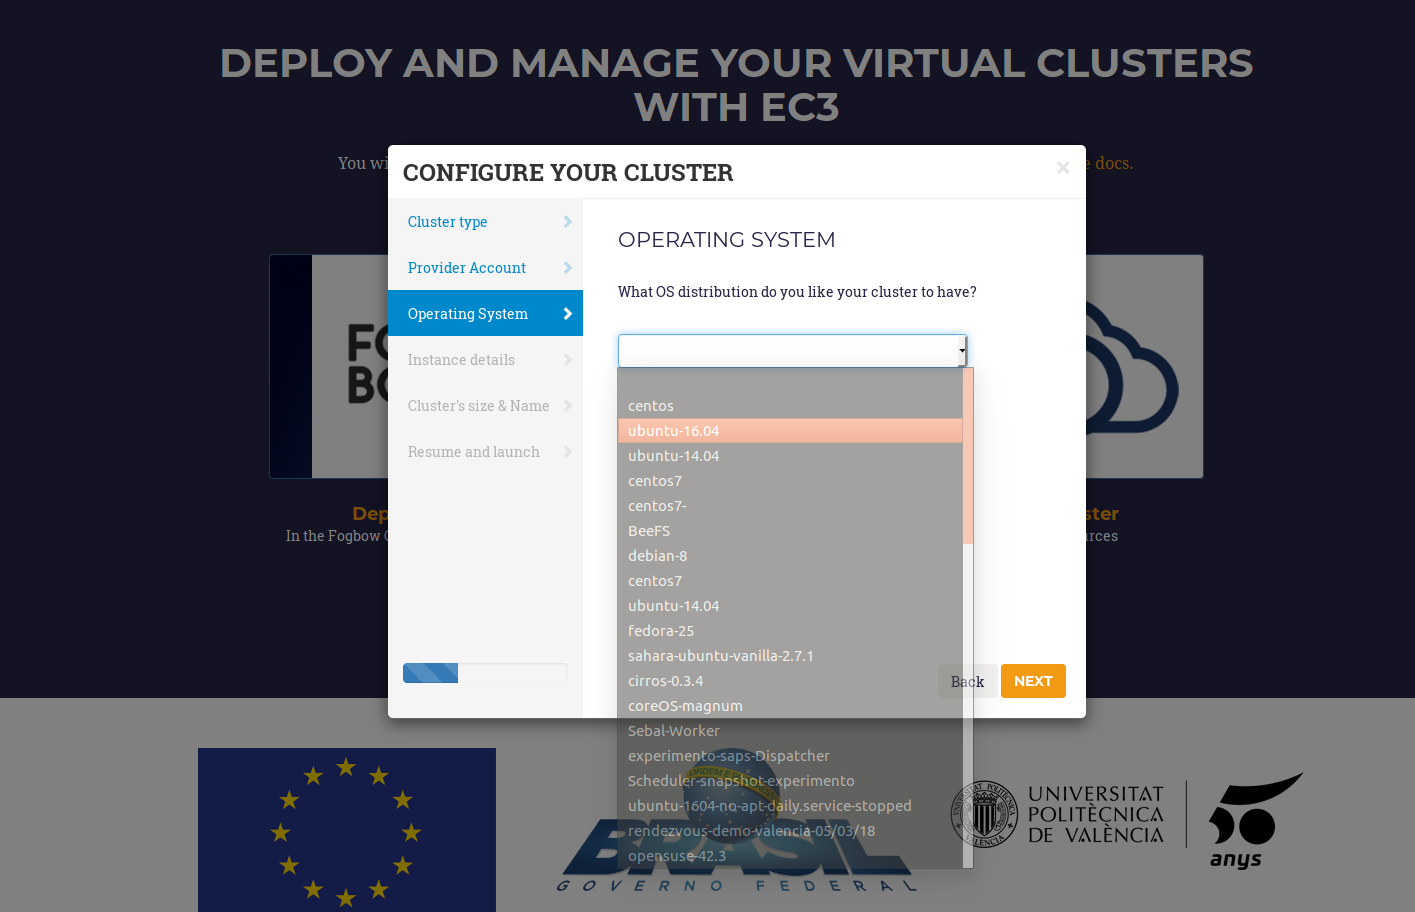 DEPLOY AND MANAGE YOUR VIRTUAL CLUSTERS
WITH EC3
You wi
e docs.
CONFIGURE YOUR CLUSTER
×
Cluster type
Provider Account
Operating System
Instance details
Cluster's size & Name
Resume and launch
OPERATING SYSTEM
What OS distribution do you like your cluster to have?
centos
ubuntu-16.04
ubuntu-14.04
centos7
centos7-
BeeFS
debian-8
centos7
ubuntu-14.04
fedora-25
sahara-ubuntu-vanilla-2.7.1
cirros-0.3.4
coreOS-magnum
Sebal-Worker
experimento-saps-Dispatcher
Scheduler-snapshot-experimento
ubuntu-1604-no-apt-daily.service-stopped
rendezvous-demo-valencia-05/03/18
opensuse-42.3
Back
NEXT
FO
BO
Dep
In the Fogbow
ster
urces
BRASIL
GOVERNO FEDERAL
UNIVERSITAT
POLITÈCNICA
DE VALÈNCIA
50
anys